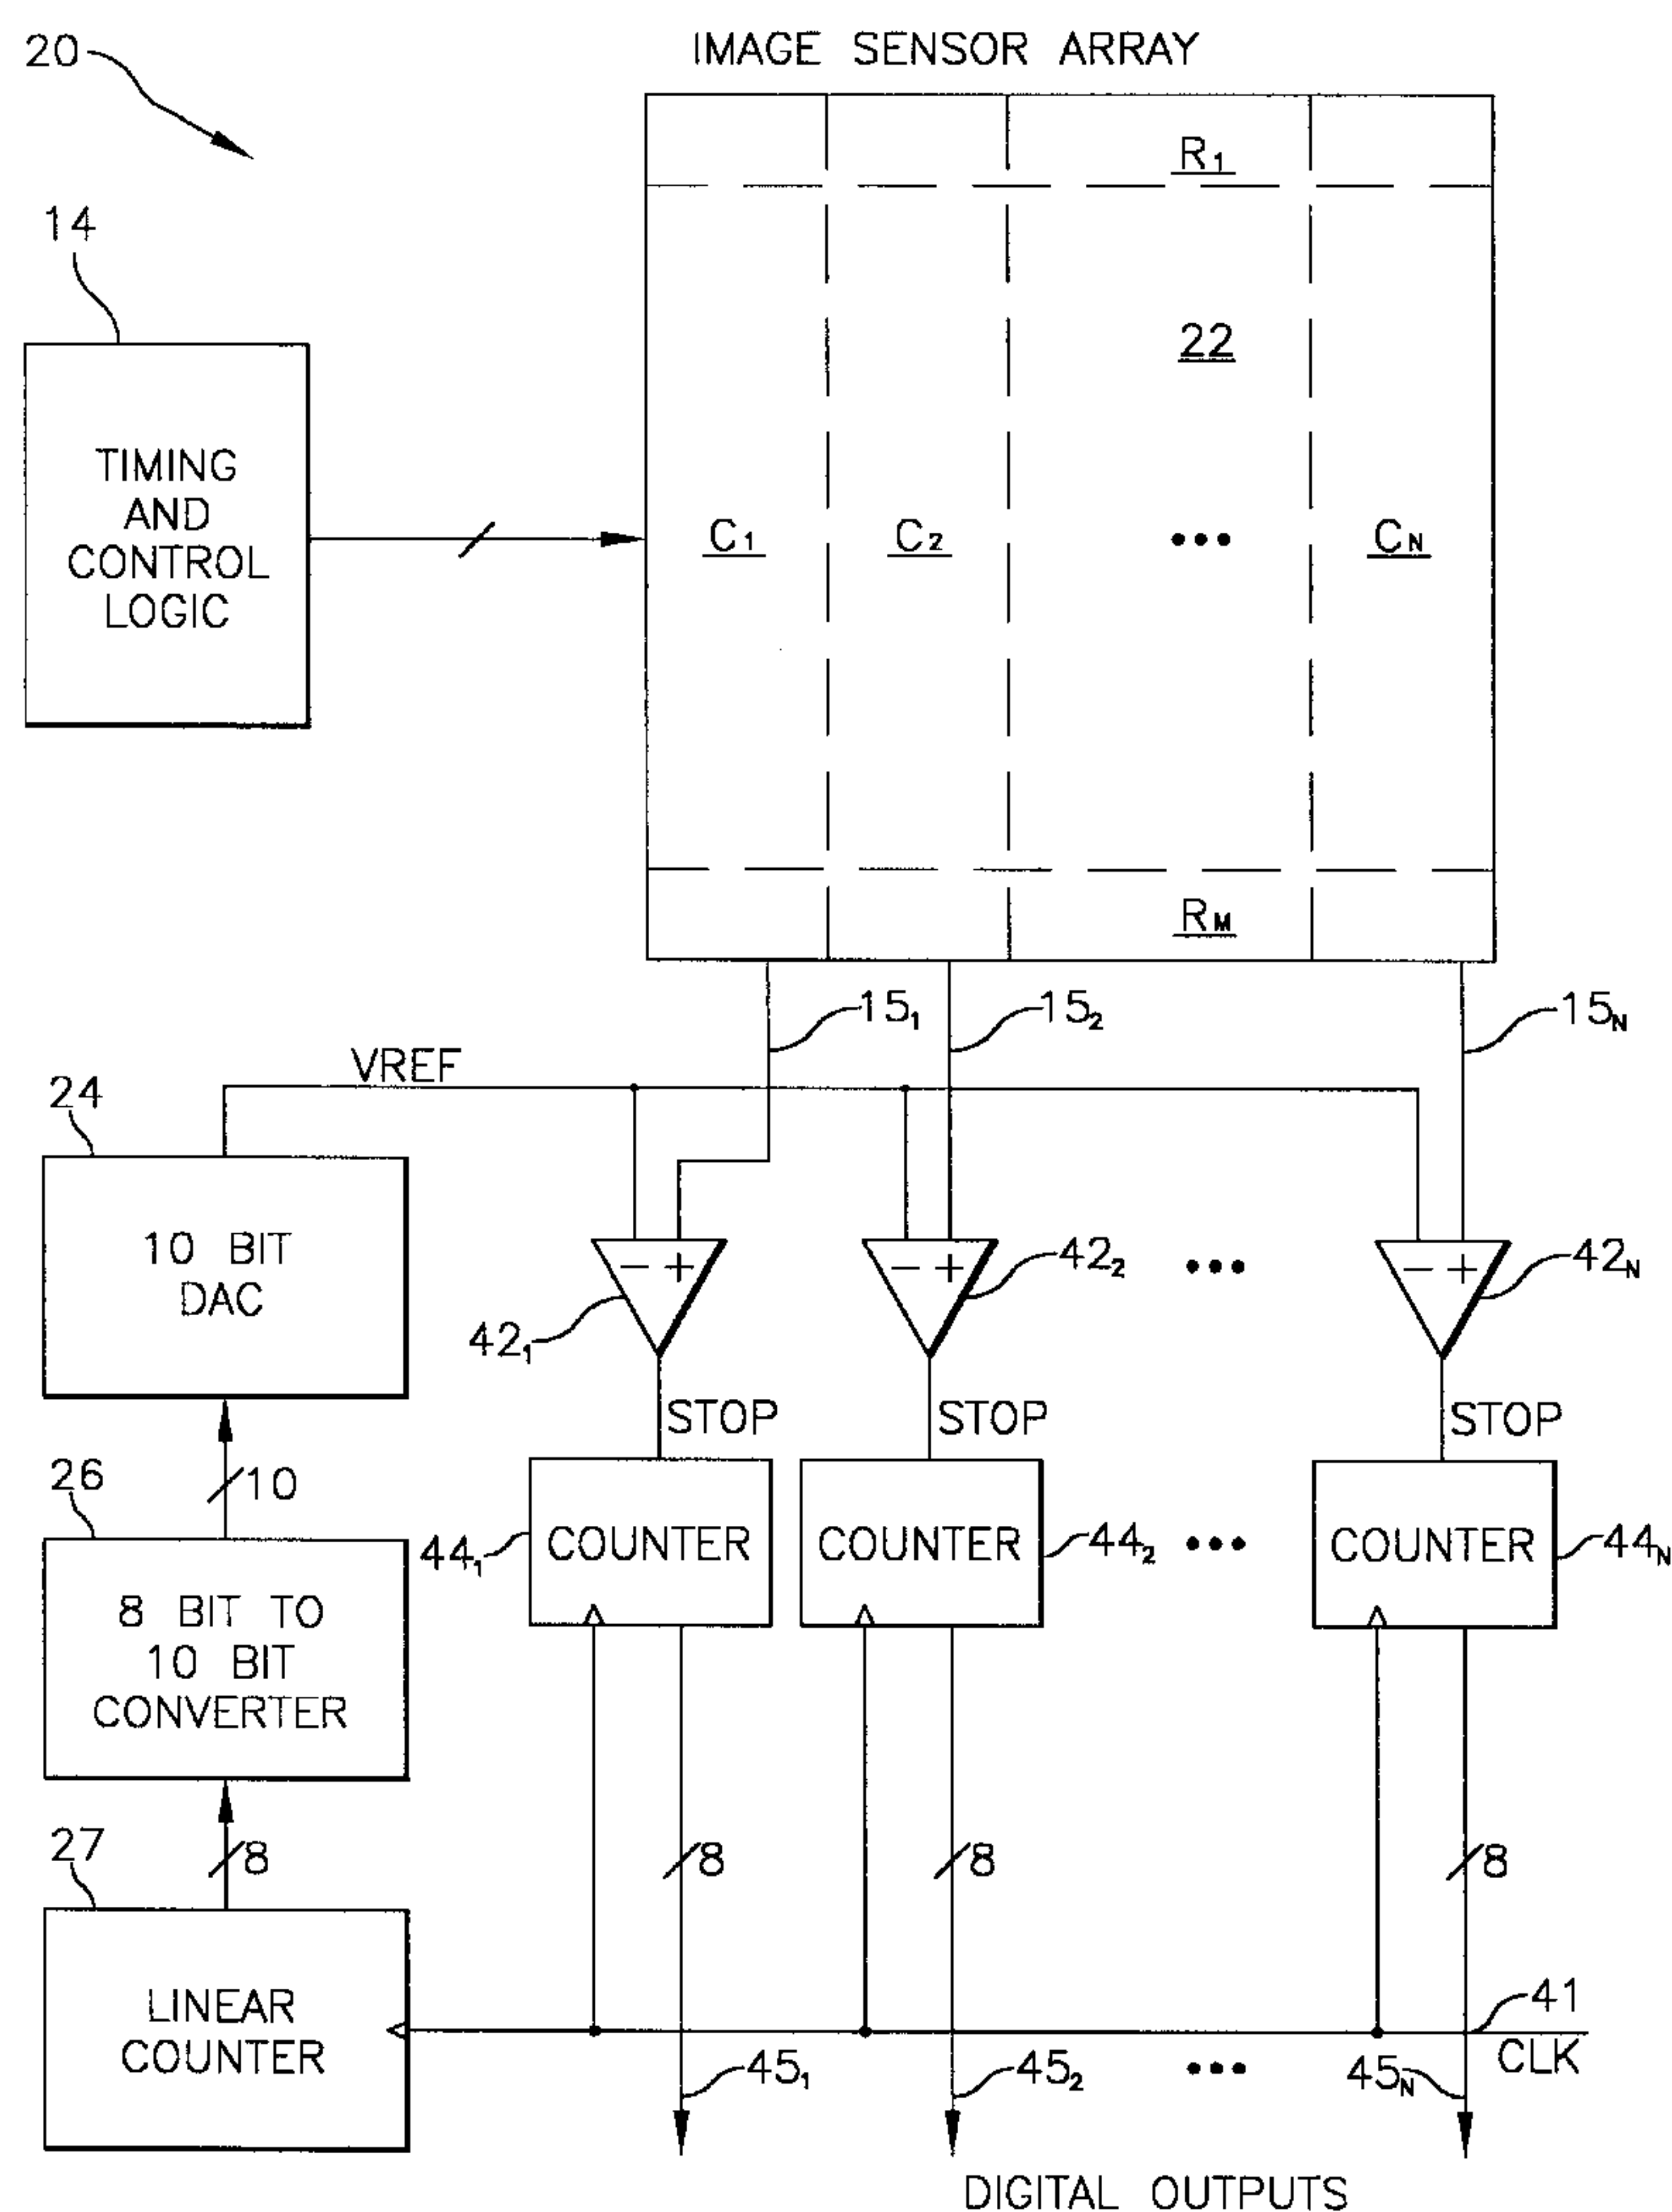 20
IMAGE SENSOR ARRAY
R1
14
22
TIMING
AND
CONTROL
LOGIC
C1 C2 ••• CN
RM
15₁ 15₂ 15N
VREF
24
10 BIT
DAC
− + − + ••• − +
42₁ 42₂ 42N
STOP STOP STOP
26
10
44₁ COUNTER COUNTER 44₂ ••• COUNTER 44N
8 BIT TO
10 BIT
CONVERTER
27
8 8 8 8
LINEAR
COUNTER
41
CLK
45₁ 45₂ ••• 45N
DIGITAL OUTPUTS